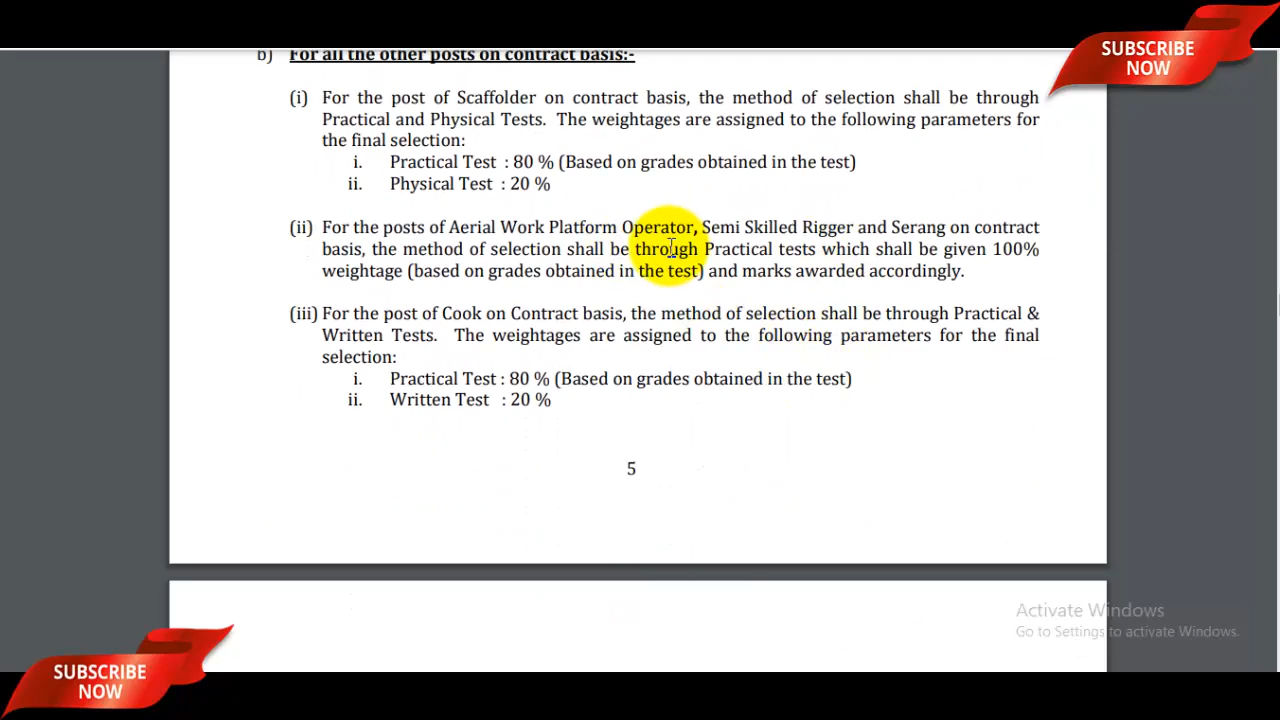 SUBSCRIBE
NOW
b) For all the other posts on contract basis:-
(i) For the post of Scaffolder on contract basis, the method of selection shall be through
Practical and Physical Tests. The weightages are assigned to the following parameters for
the final selection:
i. Practical Test : 80 % (Based on grades obtained in the test)
ii. Physical Test : 20 %
(ii) For the posts of Aerial Work Platform Operator, Semi Skilled Rigger and Serang on contract
basis, the method of selection shall be through Practical tests which shall be given 100%
weightage (based on grades obtained in the test) and marks awarded accordingly.
(iii) For the post of Cook on Contract basis, the method of selection shall be through Practical &
Written Tests. The weightages are assigned to the following parameters for the final
selection:
i. Practical Test : 80 % (Based on grades obtained in the test)
ii. Written Test : 20 %
5
Activate Windows
Go to Settings to activate Windows.
SUBSCRIBE
NOW